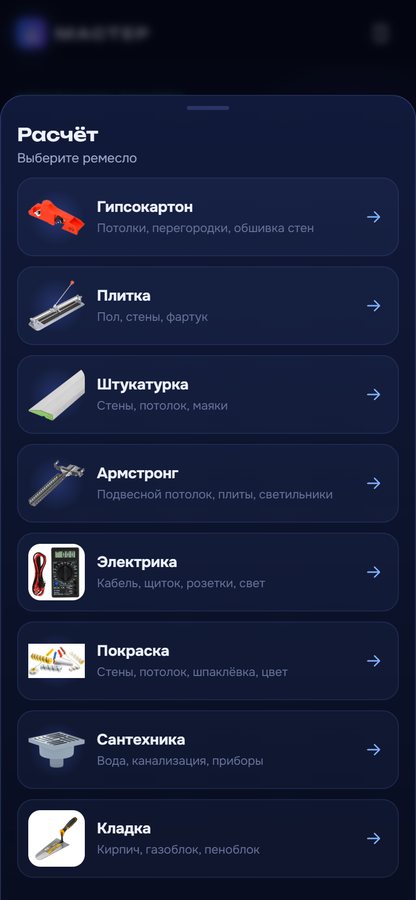 МАСТЕР
Расчёт
Выберите ремесло
Гипсокартон
Потолки, перегородки, обшивка стен
Плитка
Пол, стены, фартук
Штукатурка
Стены, потолок, маяки
Армстронг
Подвесной потолок, плиты, светильники
Электрика
Кабель, щиток, розетки, свет
Покраска
Стены, потолок, шпаклёвка, цвет
Сантехника
Вода, канализация, приборы
Кладка
Кирпич, газоблок, пеноблок